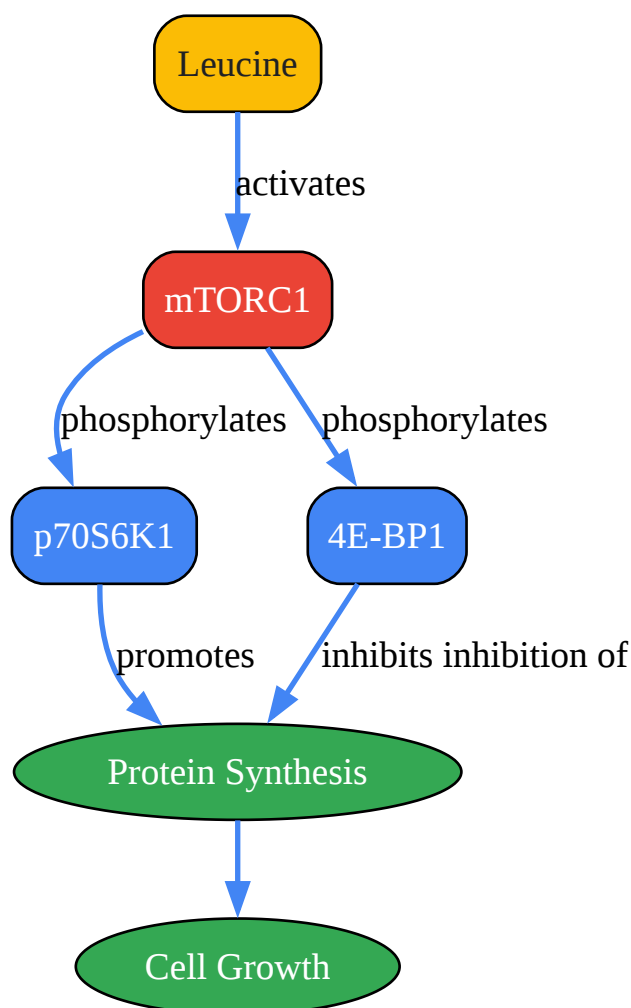 Leucine
activates
mTORC1
phosphorylates
phosphorylates
p70S6K1
4E-BP1
promotes
inhibits inhibition of
Protein Synthesis
Cell Growth